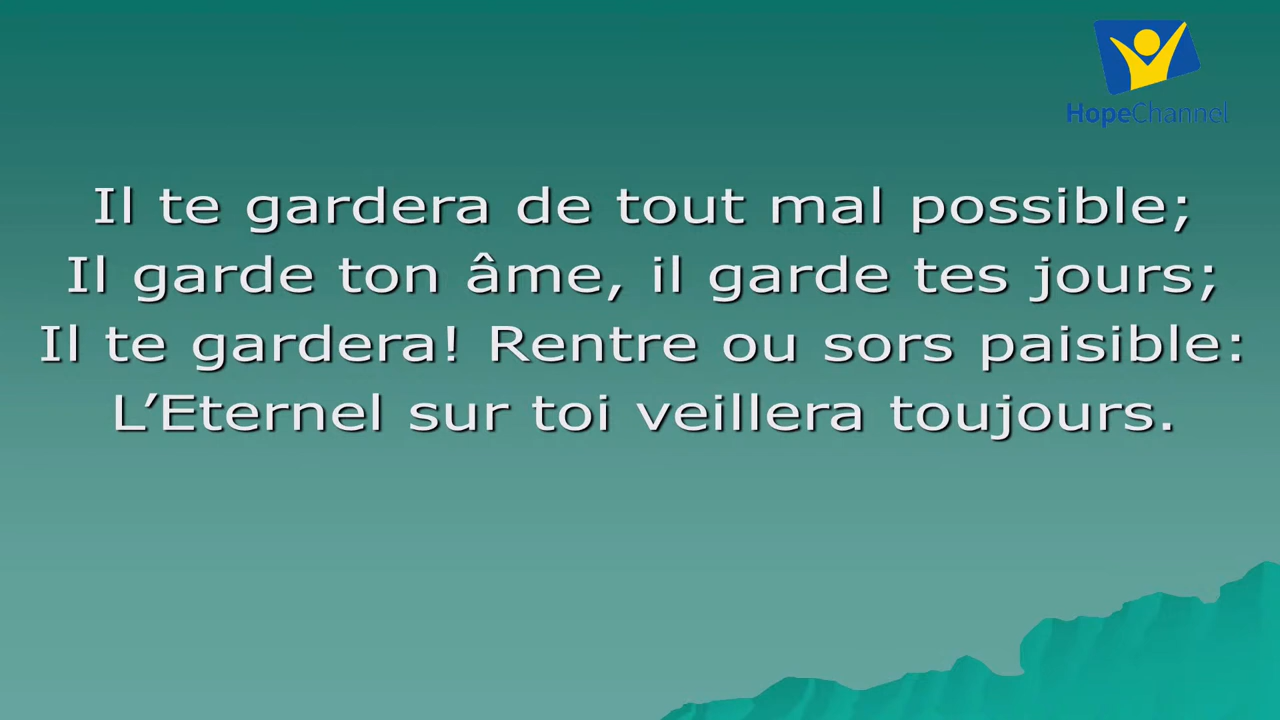 HopeChannel
Il te gardera de tout mal possible;
Il garde ton âme, il garde tes jours;
Il te gardera! Rentre ou sors paisible:
L’Eternel sur toi veillera toujours.